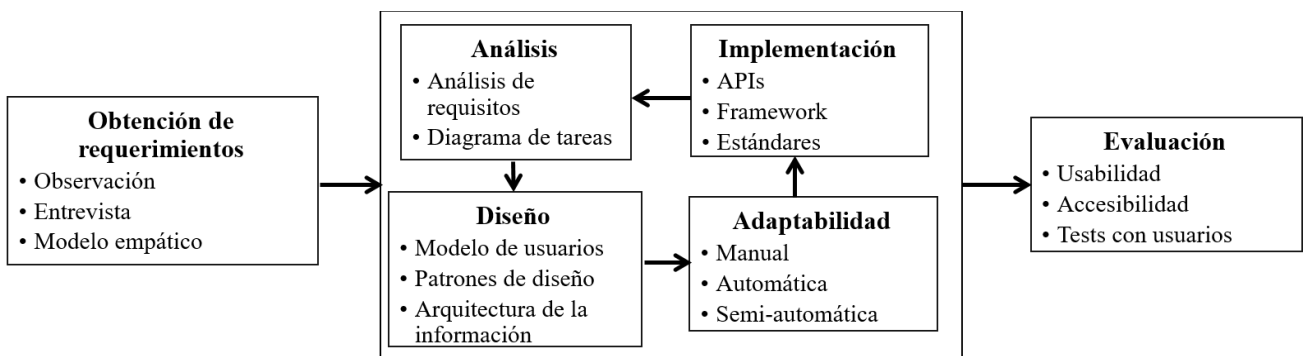 Obtención de
requerimientos
• Observación
• Entrevista
• Modelo empático
Análisis
• Análisis de
requisitos
• Diagrama de tareas
Diseño
• Modelo de usuarios
• Patrones de diseño
• Arquitectura de la
información
Adaptabilidad
• Manual
• Automática
• Semi-automática
Implementación
• APIs
• Framework
• Estándares
Evaluación
• Usabilidad
• Accesibilidad
• Tests con usuarios